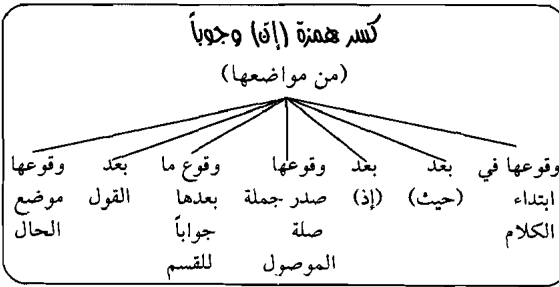 كسر همزة (إن) وجوباً
(من مواضعها)
وقوعها في ابتداء الكلام
بعد (حيث)
بعد (إذ)
وقوعها صدر جملة صلة الموصول
وقوع ما بعدها جواباً للقسم
بعد القول
وقوعها موضع الحال